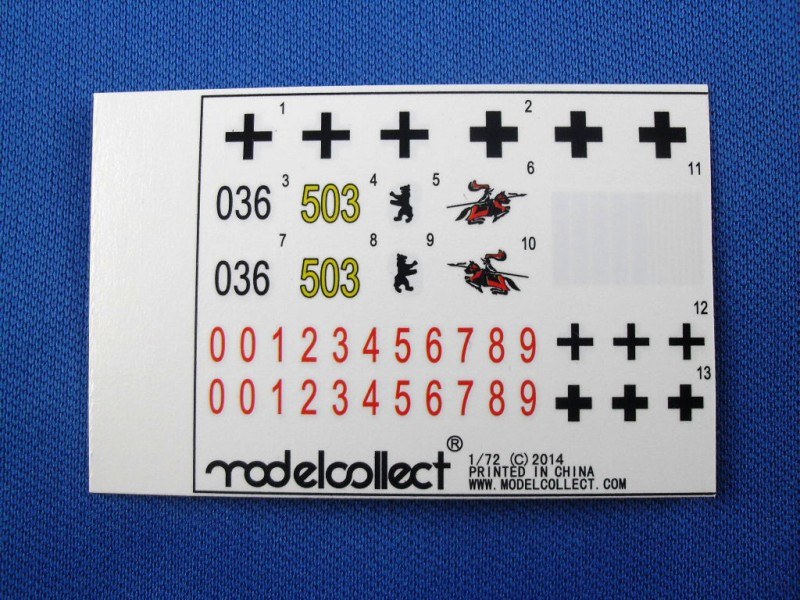 1 2
3 4 5 6 11
036 503
7 8 9 10
036 503
12
0 0 1 2 3 4 5 6 7 8 9
13
0 0 1 2 3 4 5 6 7 8 9
modelcollect®
1/72 (C) 2014
PRINTED IN CHINA
WWW.MODELCOLLECT.COM